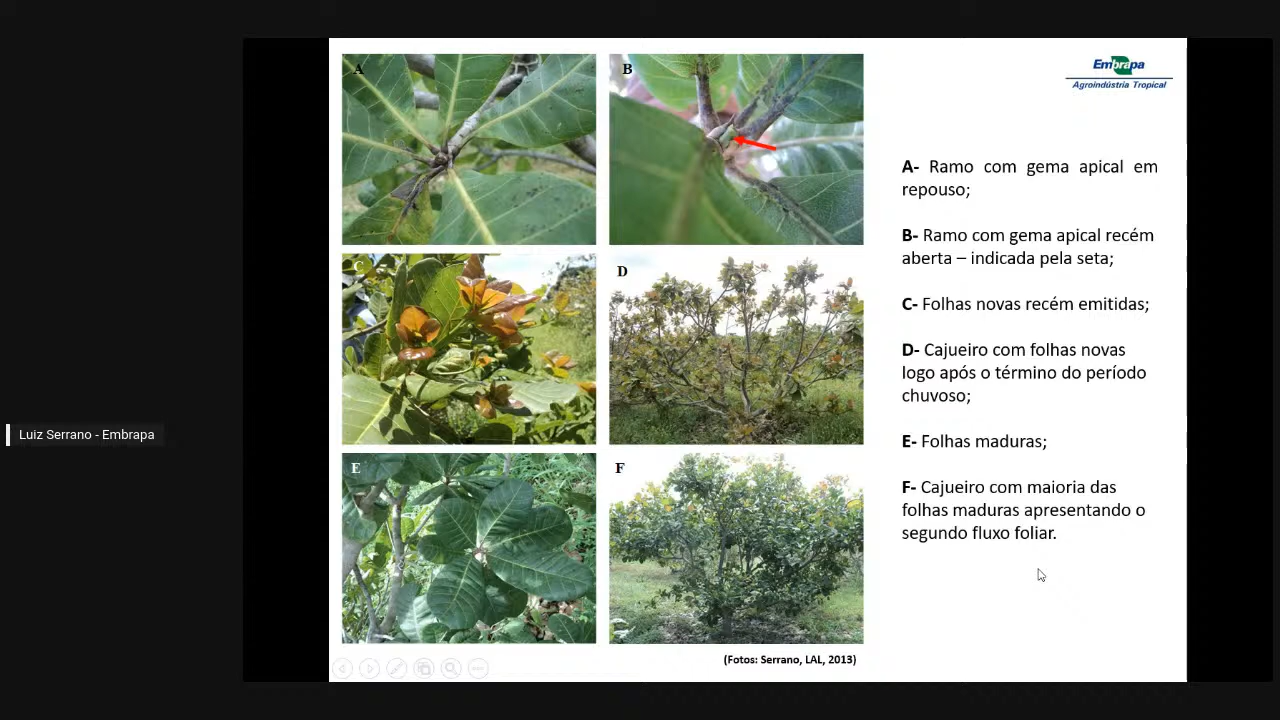 A
B
Embrapa
Agroindústria Tropical
A- Ramo com gema apical em
repouso;
B- Ramo com gema apical recém
aberta – indicada pela seta;
C
D
C- Folhas novas recém emitidas;
D- Cajueiro com folhas novas
logo após o término do período
chuvoso;
Luiz Serrano - Embrapa
E
F
E- Folhas maduras;
F- Cajueiro com maioria das
folhas maduras apresentando o
segundo fluxo foliar.
(Fotos: Serrano, LAL, 2013)